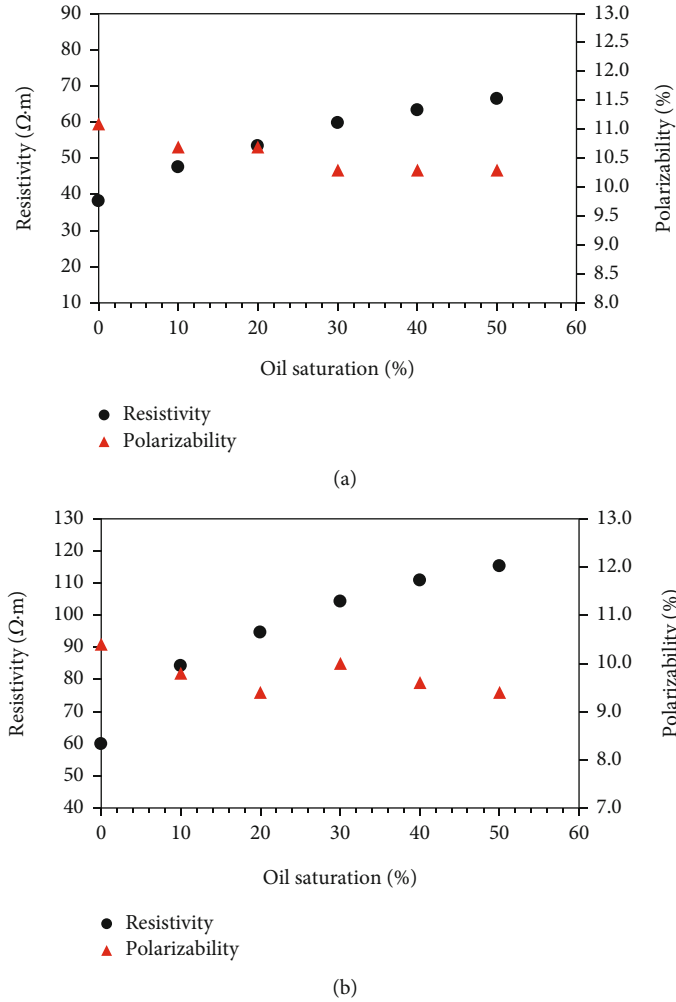 90
80
70
60
50
40
30
20
10
Resistivity (Ω·m)
13.0
12.5
12.0
11.5
11.0
10.5
10.0
9.5
9.0
8.5
8.0
Polarizability (%)
0 10 20 30 40 50 60
Oil saturation (%)
Resistivity
Polarizability
(a)
130
120
110
100
90
80
70
60
50
40
Resistivity (Ω·m)
13.0
12.0
11.0
10.0
9.0
8.0
7.0
Polarizability (%)
0 10 20 30 40 50 60
Oil saturation (%)
Resistivity
Polarizability
(b)